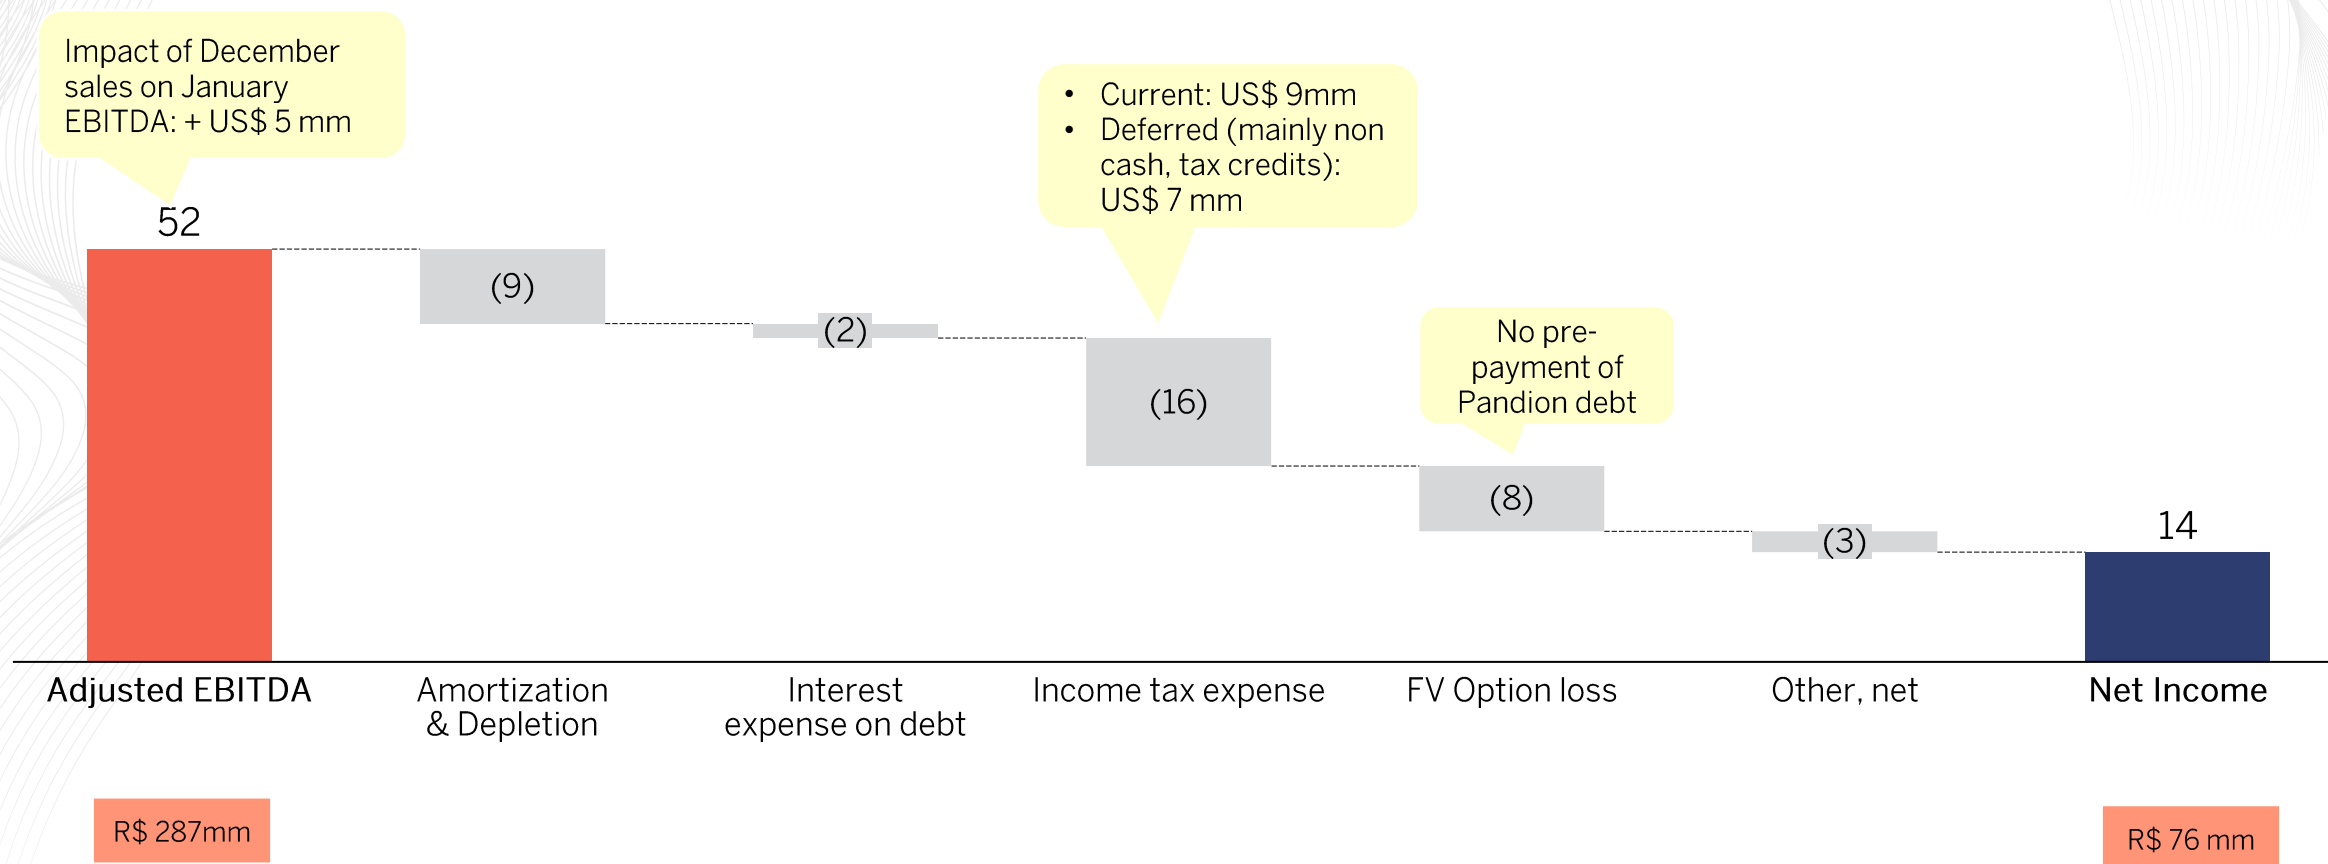 Impact of December
sales on January
EBITDA: + US$ 5 mm
• Current: US$ 9mm
• Deferred (mainly non
cash, tax credits):
US$ 7 mm
No pre-
payment of
Pandion debt
52
(9)
(2)
(16)
(8)
(3)
14
Adjusted EBITDA
Amortization
& Depletion
Interest
expense on debt
Income tax expense
FV Option loss
Other, net
Net Income
R$ 287mm
R$ 76 mm